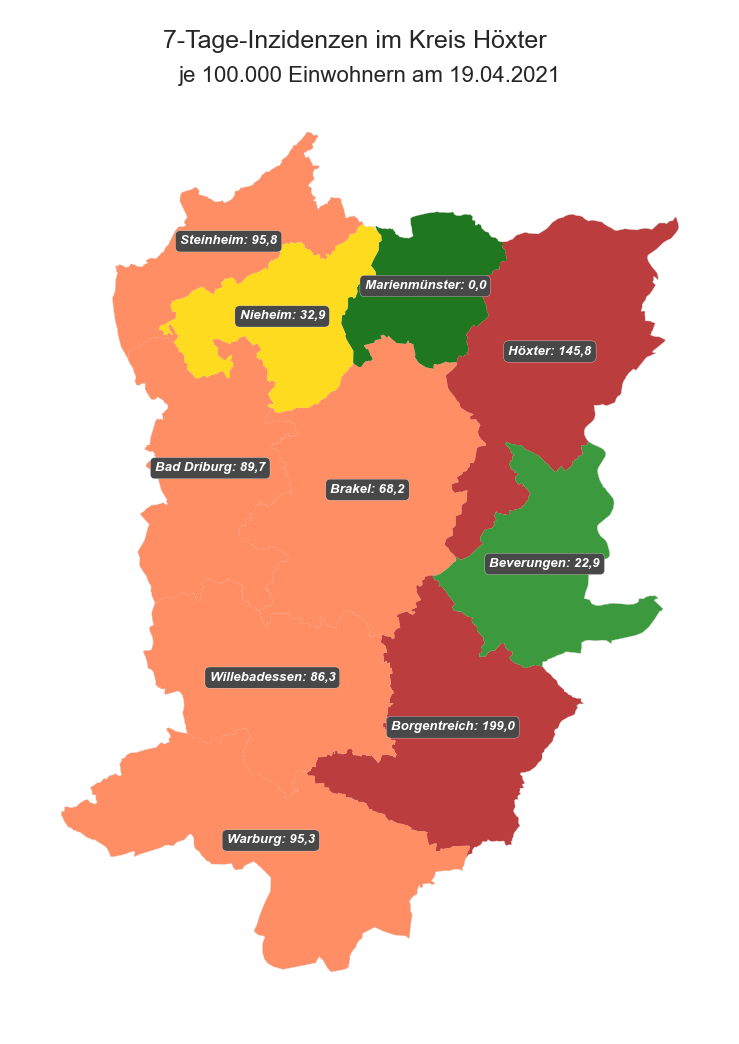 7-Tage-Inzidenzen im Kreis Höxter
je 100.000 Einwohnern am 19.04.2021
Steinheim: 95,8
Marienmünster: 0,0
Nieheim: 32,9
Höxter: 145,8
Bad Driburg: 89,7
Brakel: 68,2
Beverungen: 22,9
Willebadessen: 86,3
Borgentreich: 199,0
Warburg: 95,3